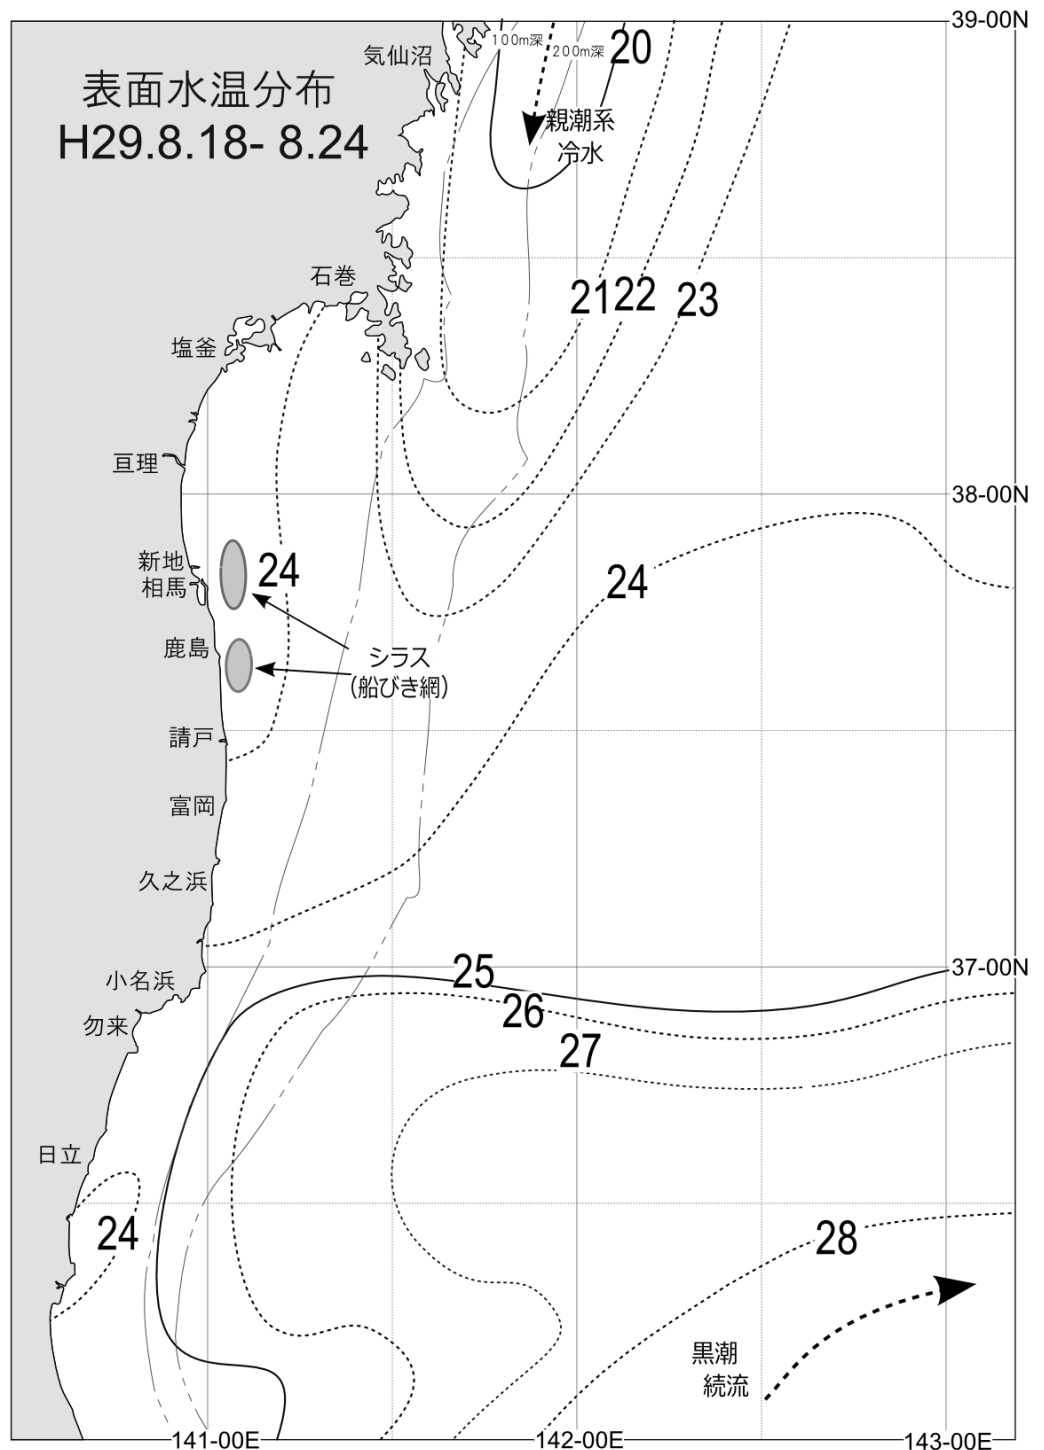 39-00N
100m深
200m深
20
気仙沼
表面水温分布
H29.8.18- 8.24
親潮系
冷水
石巻
21
22
23
塩釜
亘理
38-00N
新地
24
24
相馬
鹿島
シラス
(船びき網)
請戸
富岡
久之浜
37-00N
25
小名浜
26
勿来
27
日立
24
28
黒潮
続流
141-00E
142-00E
143-00E